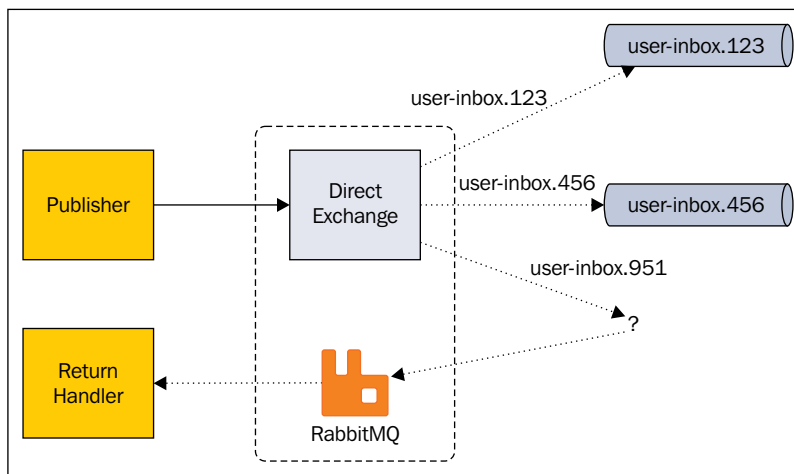 user-inbox.123
user-inbox.123
Publisher
Direct
Exchange
user-inbox.456
user-inbox.456
user-inbox.951
?
Return
Handler
RabbitMQ